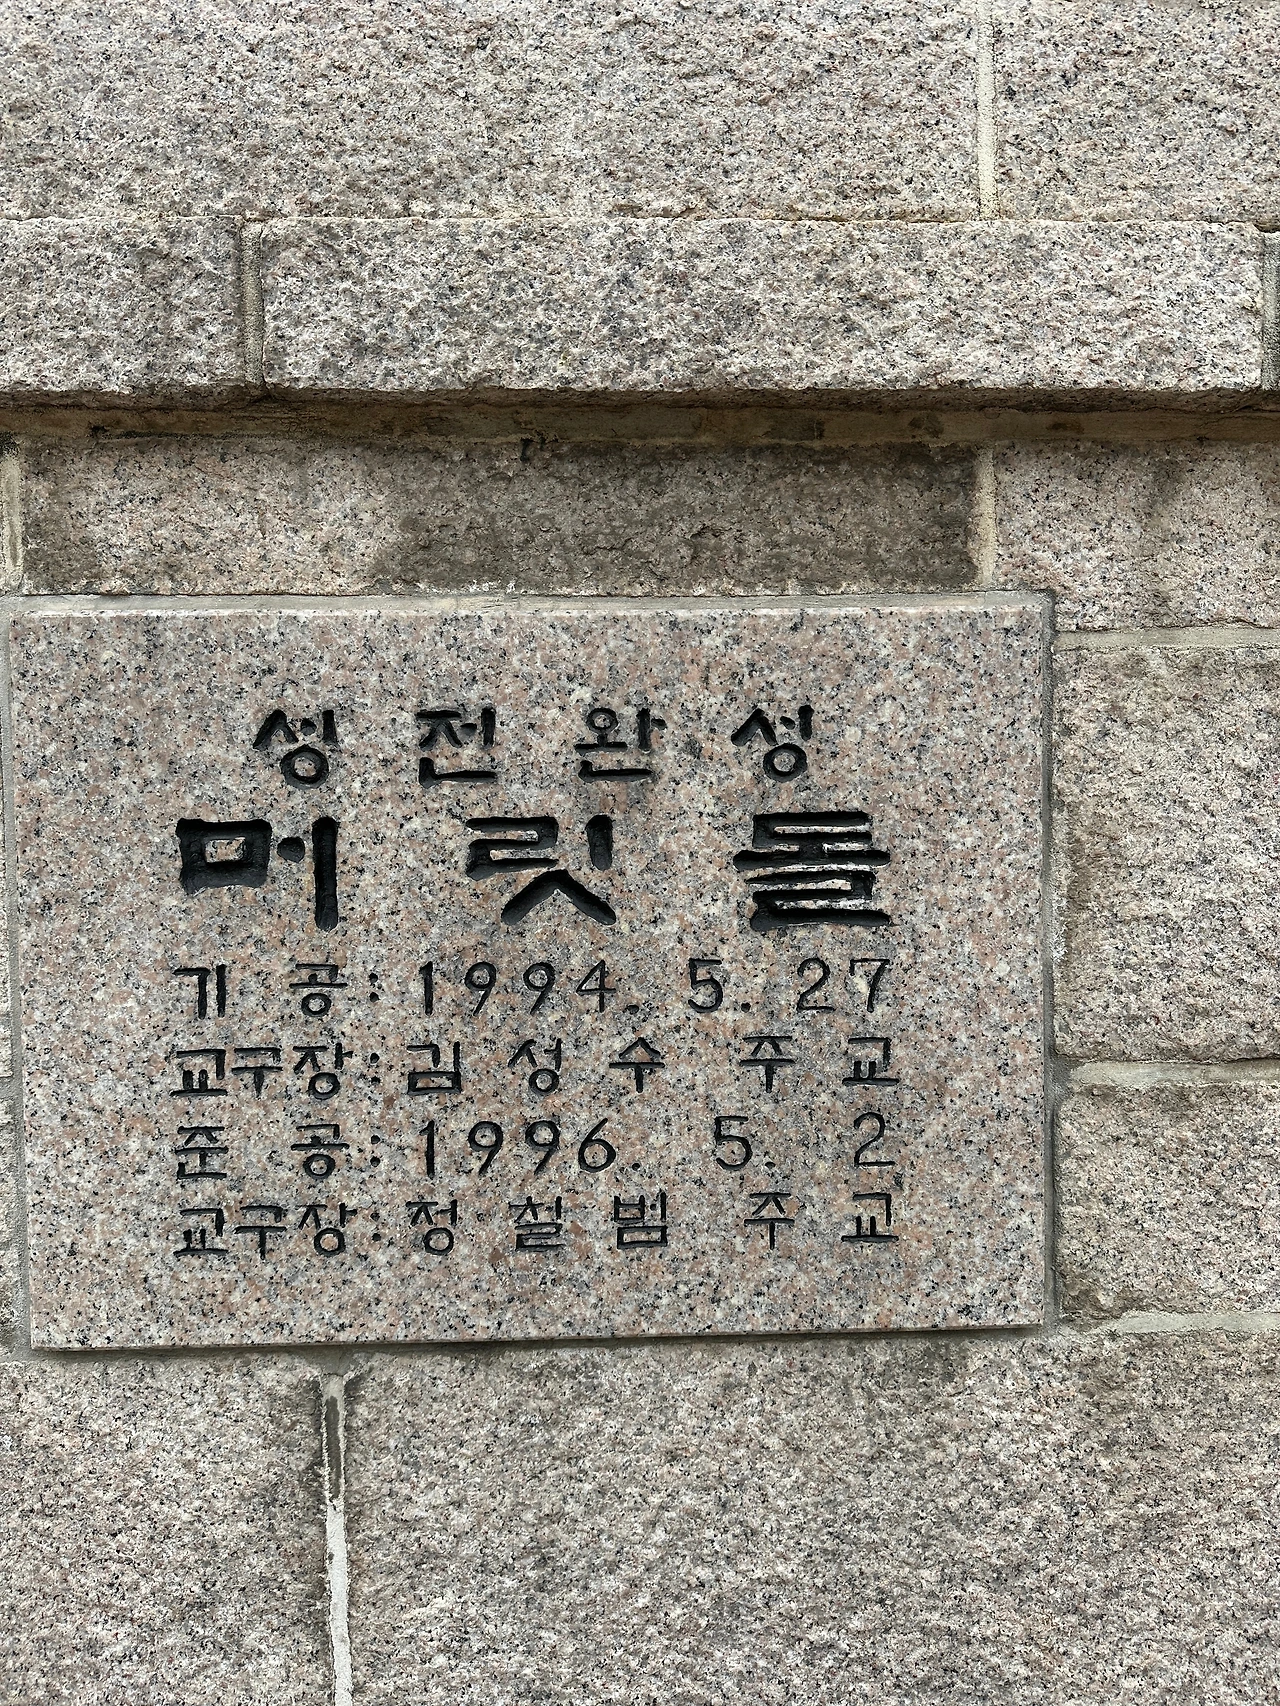 성전완성
머릿돌
기 공: 1994. 5. 27
교구장: 김성수 주교
준 공: 1996. 5. 2
교구장: 정철범 주교